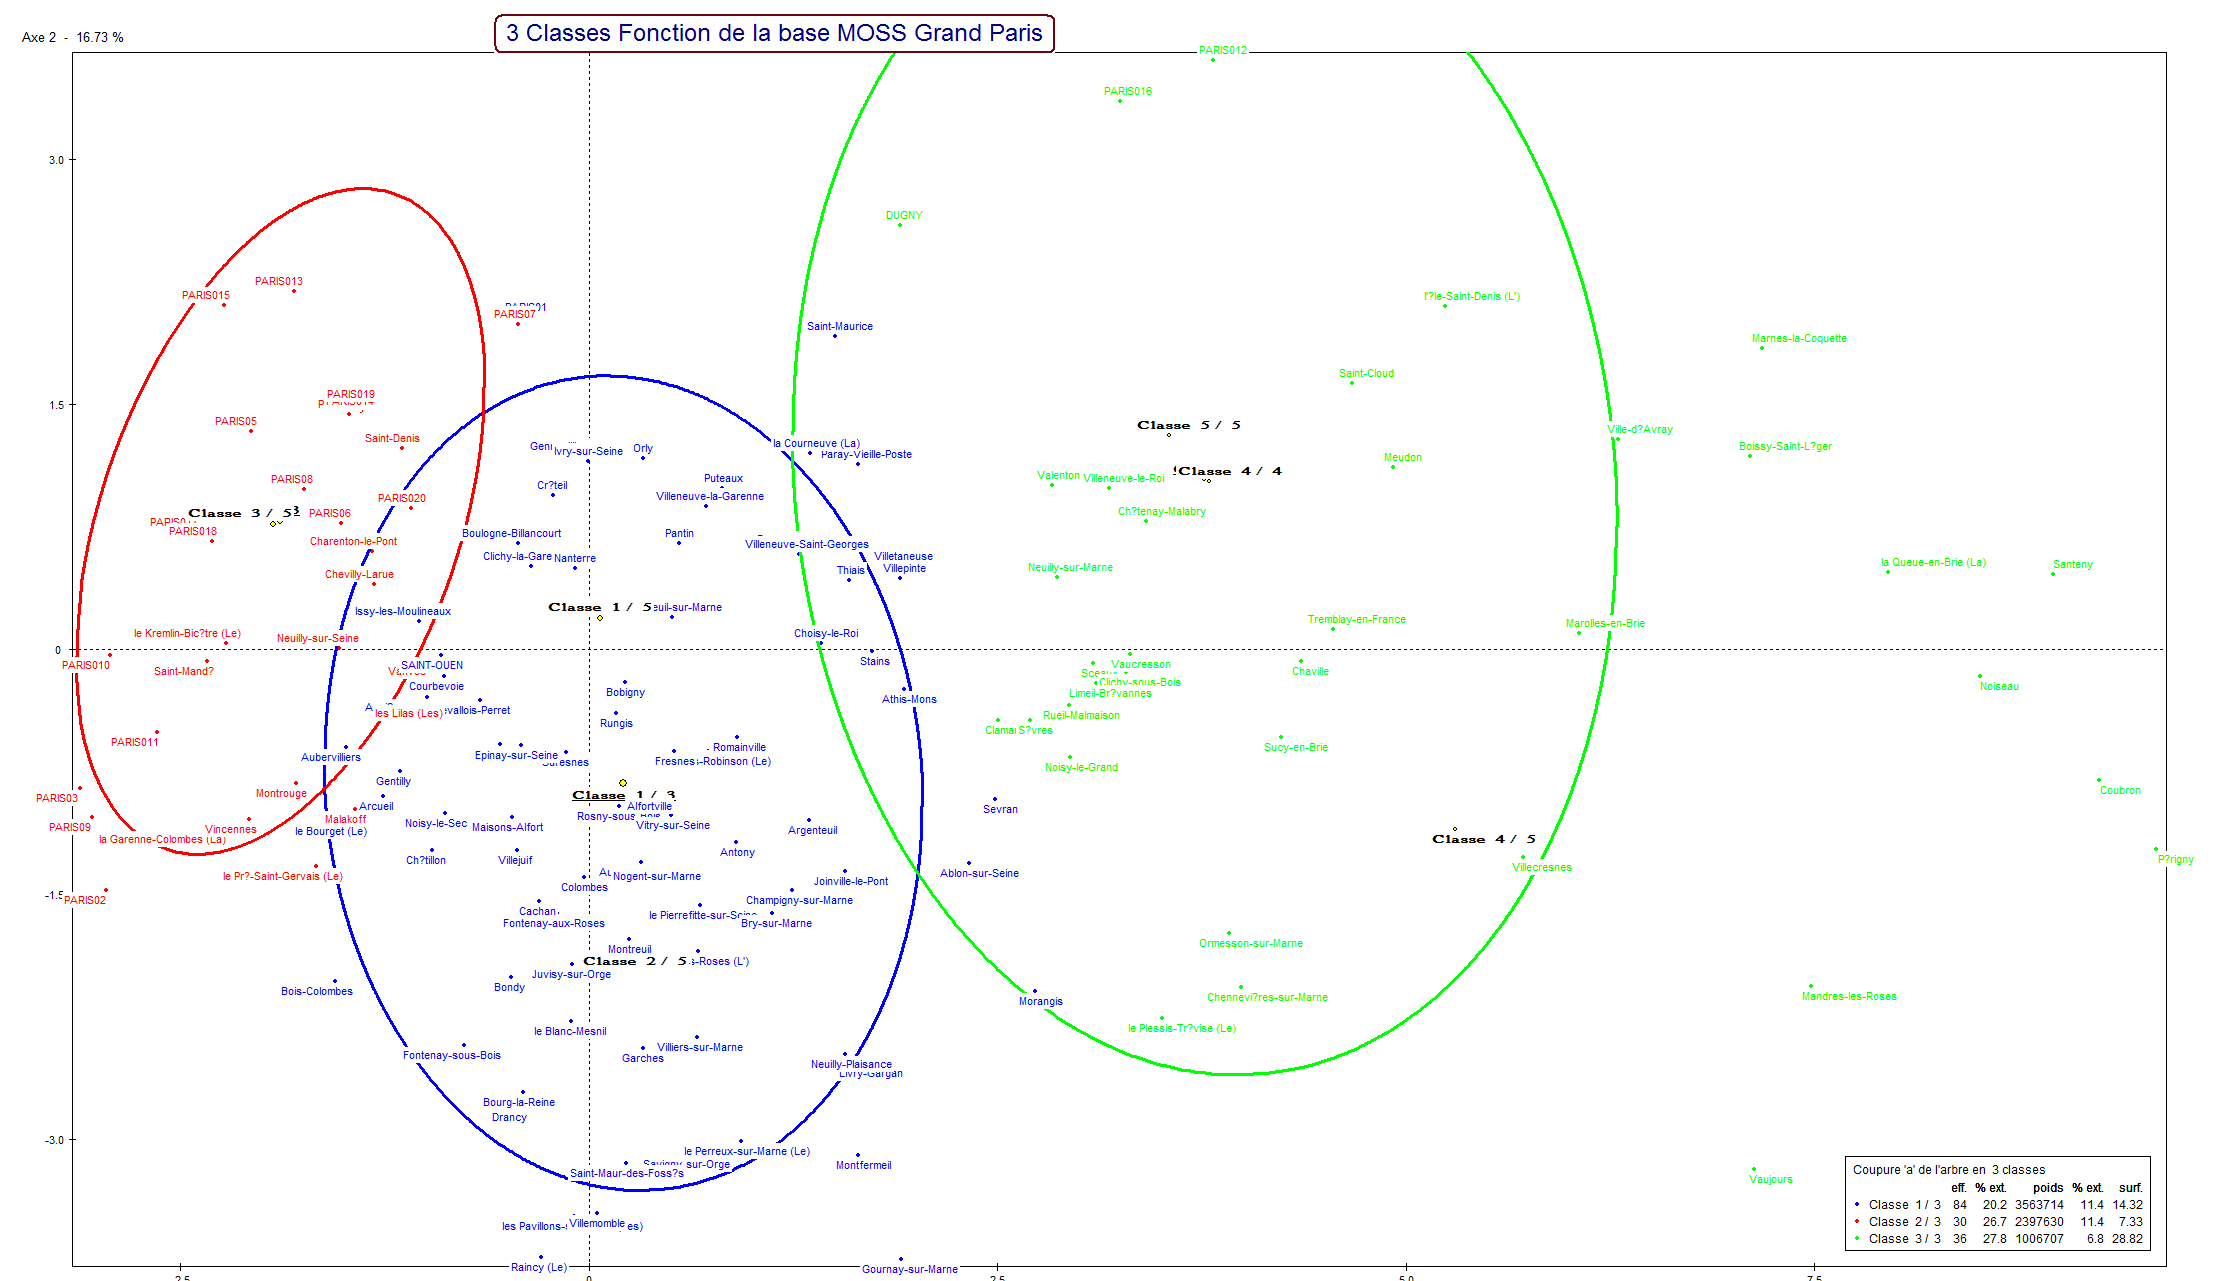 3 Classes Fonction de la base MOSS Grand Paris
Axe 2 - 16.73 %
PARIS012
PARIS016
3.0
DUGNY
PARIS013
PARIS015
l'?le-Saint-Denis (L')
PARIS07
Saint-Maurice
Marnes-la-Coquette
Saint-Cloud
PARIS019
1.5
PARIS05
Classe 5 / 5
Ville-d?Avray
Saint-Denis
la Courneuve (La)
Ivry-sur-Seine
Orly
Paray-Vieille-Poste
Boissy-Saint-L?ger
Meudon
Classe 4 / 4
PARIS08
Cr?teil
Puteaux
Valenton
Villeneuve-le-Roi
PARIS020
Villeneuve-la-Garenne
Classe 3 / 5
PARIS06
Ch?tenay-Malabry
PARIS018
Boulogne-Billancourt
Pantin
Charenton-le-Pont
Villeneuve-Saint-Georges
Clichy-la-Gare
Nanterre
Villetaneuse
Chevilly-Larue
Thiais
Villepinte
Neuilly-sur-Marne
la Queue-en-Brie (La)
Santeny
Issy-les-Moulineaux
Classe 1 / 5
euil-sur-Marne
Tremblay-en-France
Marolles-en-Brie
le Kremlin-Bic?tre (Le)
Neuilly-sur-Seine
Choisy-le-Roi
0
PARIS010
Saint-Mand?
SAINT-OUEN
Stains
Vaucresson
Clichy-sous-Bois
Chaville
Courbevoie
Bobigny
Athis-Mons
Limeil-Br?vannes
Noiseau
les Lilas (Les)
vallois-Perret
Rungis
Rueil-Malmaison
Clamar
S?vres
PARIS011
Aubervilliers
Epinay-sur-Seine
Suresnes
Romainville
Fresnes
-Robinson (Le)
Sucy-en-Brie
Noisy-le-Grand
Gentilly
PARIS03
Montrouge
Arcueil
Classe 1 / 3
Alfortville
Sevran
Coubron
PARIS09
Vincennes
Malakoff
le Bourget (Le)
Noisy-le-Sec
Maisons-Alfort
Rosny-sous-Bois
Vitry-sur-Seine
Argenteuil
la Garenne-Colombes (La)
Classe 4 / 5
Ch?tillon
Villejuif
Antony
Villecresnes
P?rigny
le Pr?-Saint-Gervais (Le)
Colombes
Nogent-sur-Marne
Joinville-le-Pont
Ablon-sur-Seine
-1.5
PARIS02
Champigny-sur-Marne
Cachan
Fontenay-aux-Roses
le Pierrefitte-sur-Seine
Bry-sur-Marne
Montreuil
Ormesson-sur-Marne
Classe 2 / 5
s-Roses (L')
Juvisy-sur-Orge
Bois-Colombes
Bondy
Morangis
Chennevi?res-sur-Marne
Mandres-les-Roses
le Blanc-Mesnil
le Plessis-Tr?vise (Le)
Fontenay-sous-Bois
Garches
Villiers-sur-Marne
Neuilly-Plaisance
Livry-Gargan
Bourg-la-Reine
Drancy
-3.0
le Perreux-sur-Marne (Le)
Saint-Maur-des-Foss?s
Savigny-sur-Orge
Montfermeil
Vaujours
les Pavillons-s
Villemomble
es)
Raincy (Le)
Gournay-sur-Marne
Coupure 'a' de l'arbre en 3 classes
eff. % ext. poids % ext. surf.
Classe 1 / 3 84 20.2 3563714 11.4 14.32
Classe 2 / 3 30 26.7 2397630 11.4 7.33
Classe 3 / 3 36 27.8 1006707 6.8 28.82
0
5.0